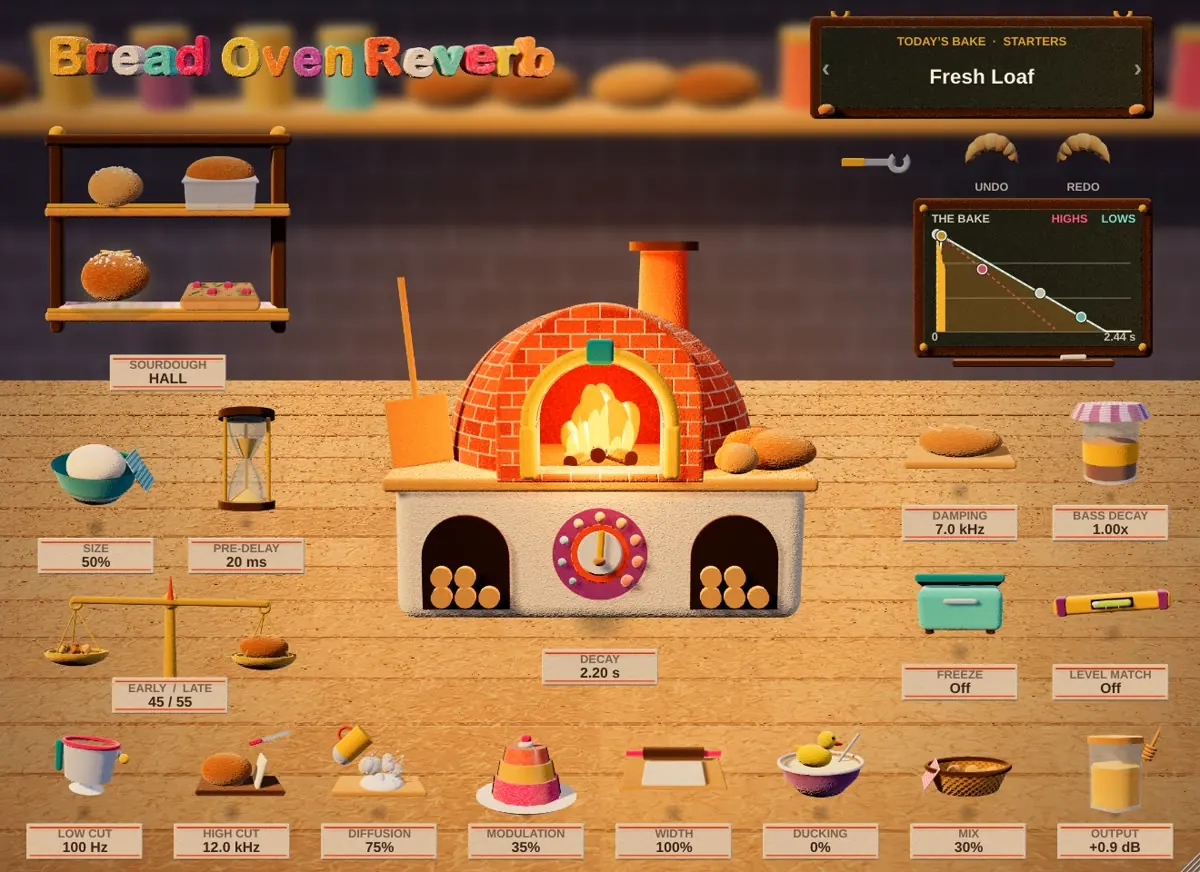 Bread Oven Reverb
TODAY'S BAKE · STARTERS
‹ Fresh Loaf ›
UNDO
REDO
THE BAKE HIGHS LOWS
0 2.44 s
SOURDOUGH
HALL
SIZE
50%
PRE-DELAY
20 ms
DAMPING
7.0 kHz
BASS DECAY
1.00x
EARLY / LATE
45 / 55
DECAY
2.20 s
FREEZE
Off
LEVEL MATCH
Off
LOW CUT
100 Hz
HIGH CUT
12.0 kHz
DIFFUSION
75%
MODULATION
35%
WIDTH
100%
DUCKING
0%
MIX
30%
OUTPUT
+0.9 dB